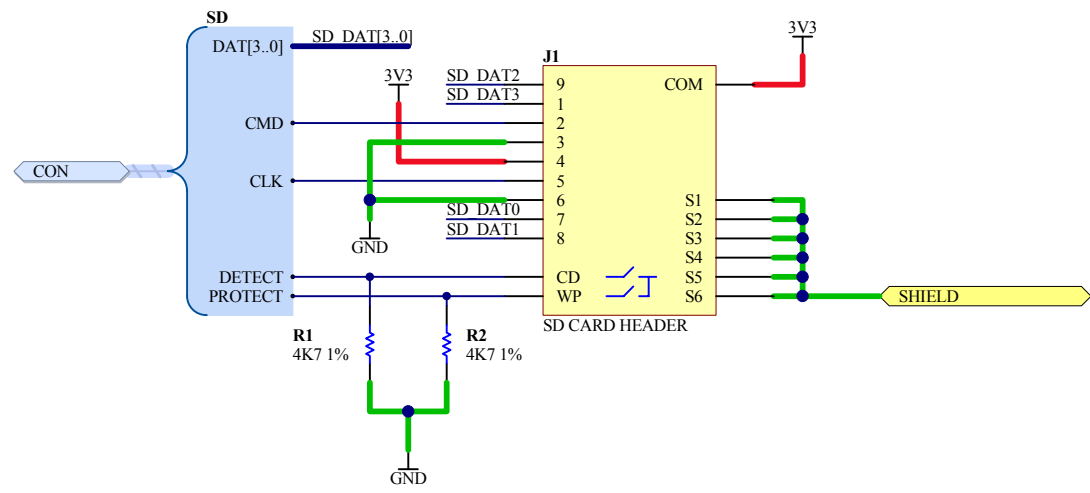 SD
DAT[3..0]
SD_DAT[3..0]
CMD
CLK
DETECT
PROTECT
CON
3V3
GND
SD_DAT2
SD_DAT3
SD_DAT0
SD_DAT1
J1
9
1
2
3
4
5
6
7
8
CD
WP
COM
S1
S2
S3
S4
S5
S6
SD CARD HEADER
3V3
SHIELD
R1
4K7 1%
R2
4K7 1%
GND